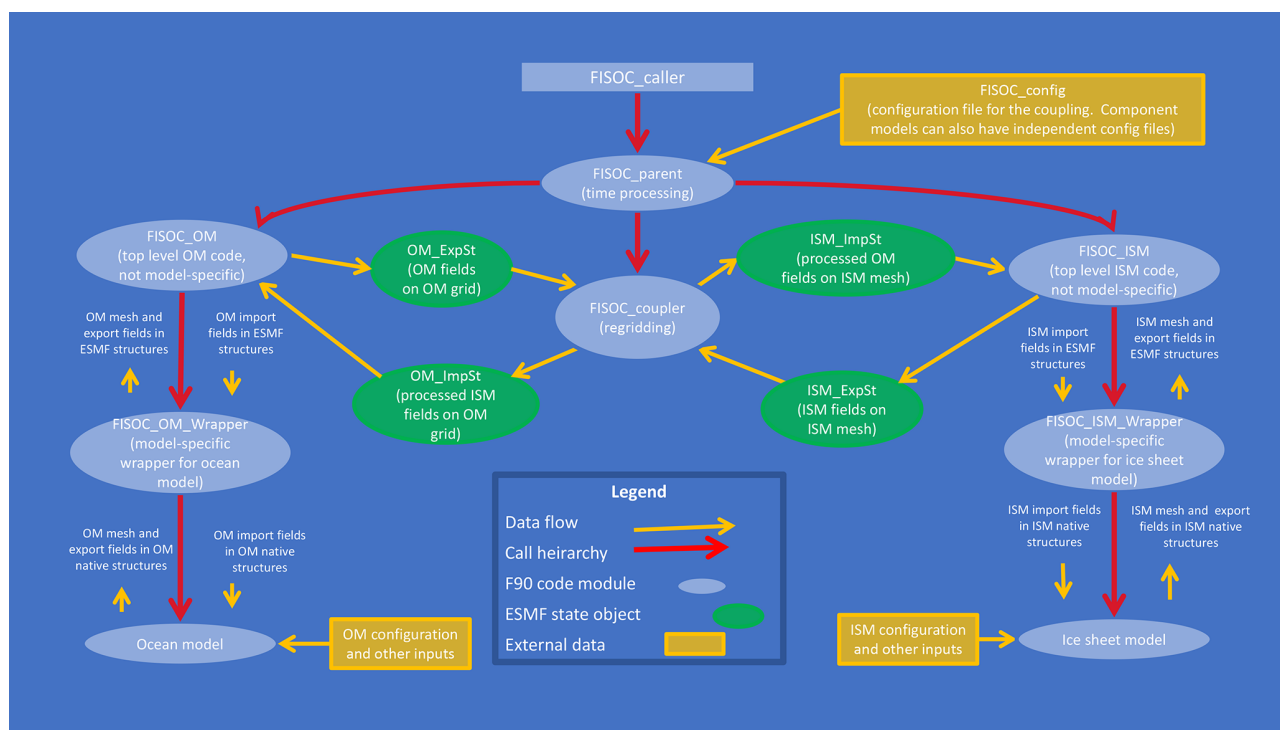 FISOC_caller
FISOC_config
(configuration file for the coupling. Component
models can also have independent config files)
FISOC_parent
(time processing)
FISOC_OM
(top level OM code,
not model-specific)
OM_ExpSt
(OM fields
on OM grid)
ISM_ImpSt
(processed OM
fields on ISM mesh)
FISOC_ISM
(top level ISM code,
not model-specific)
FISOC_coupler
(regridding)
OM mesh and
export fields in
ESMF structures
OM import
fields in ESMF
structures
ISM import
fields in ESMF
structures
ISM mesh and
export fields in
ESMF structures
OM_ImpSt
(processed ISM
fields on OM
grid)
ISM_ExpSt
(ISM fields on
ISM mesh)
FISOC_OM_Wrapper
(model-specific
wrapper for ocean
model)
FISOC_ISM_Wrapper
(model-specific
wrapper for ice sheet
model)
Legend
Data flow
Call heirarchy
F90 code module
ESMF state object
External data
OM mesh and
export fields in OM
native structures
OM import fields
in OM native
structures
ISM import fields
in ISM native
structures
ISM mesh and export
fields in ISM native
structures
Ocean model
OM configuration
and other inputs
ISM configuration
and other inputs
Ice sheet model